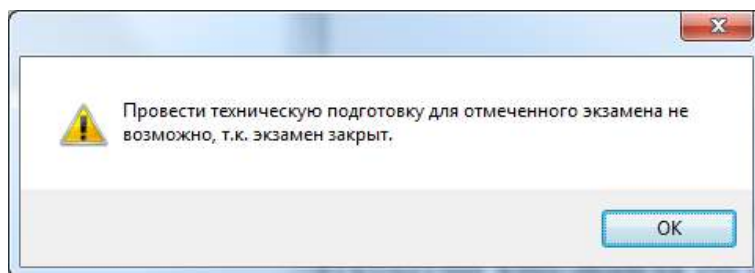 Провести техническую подготовку для отмеченного экзамена не
возможно, т.к. экзамен закрыт.
OK